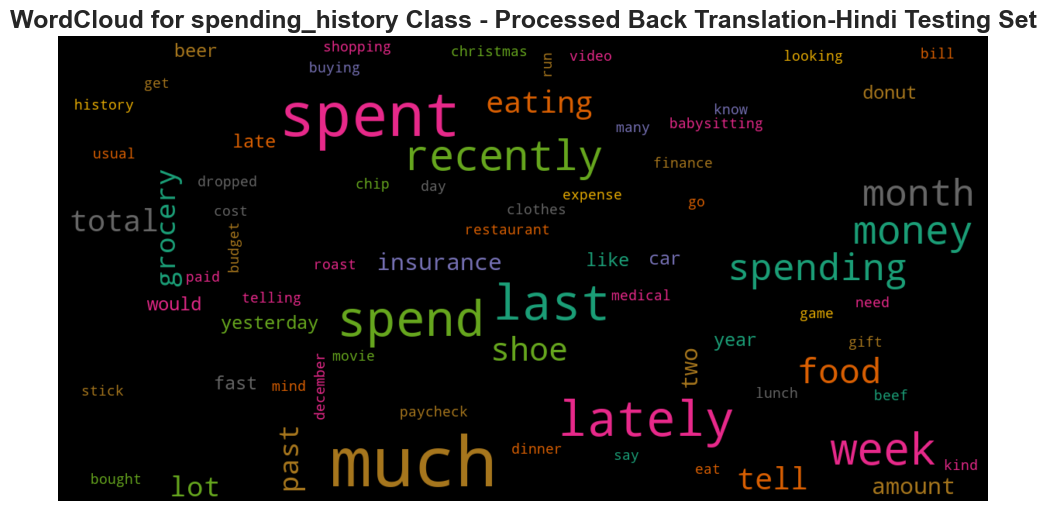 WordCloud for spending_history Class - Processed Back Translation-Hindi Testing Set
beer
shopping
christmas
run
video
looking
bill
buying
get
history
spent
eating
donut
know
many
babysitting
late
recently
usual
finance
grocery
dropped
chip
day
expense
month
total
cost
clothes
go
money
budget
restaurant
paid
roast
insurance
like
car
spending
would
telling
last
medical
need
yesterday
spend
game
shoe
year
gift
movie
two
food
stick
fast
mind
december
lunch
beef
paycheck
lately
past
much
dinner
say
week
kind
bought
lot
eat
tell
amount